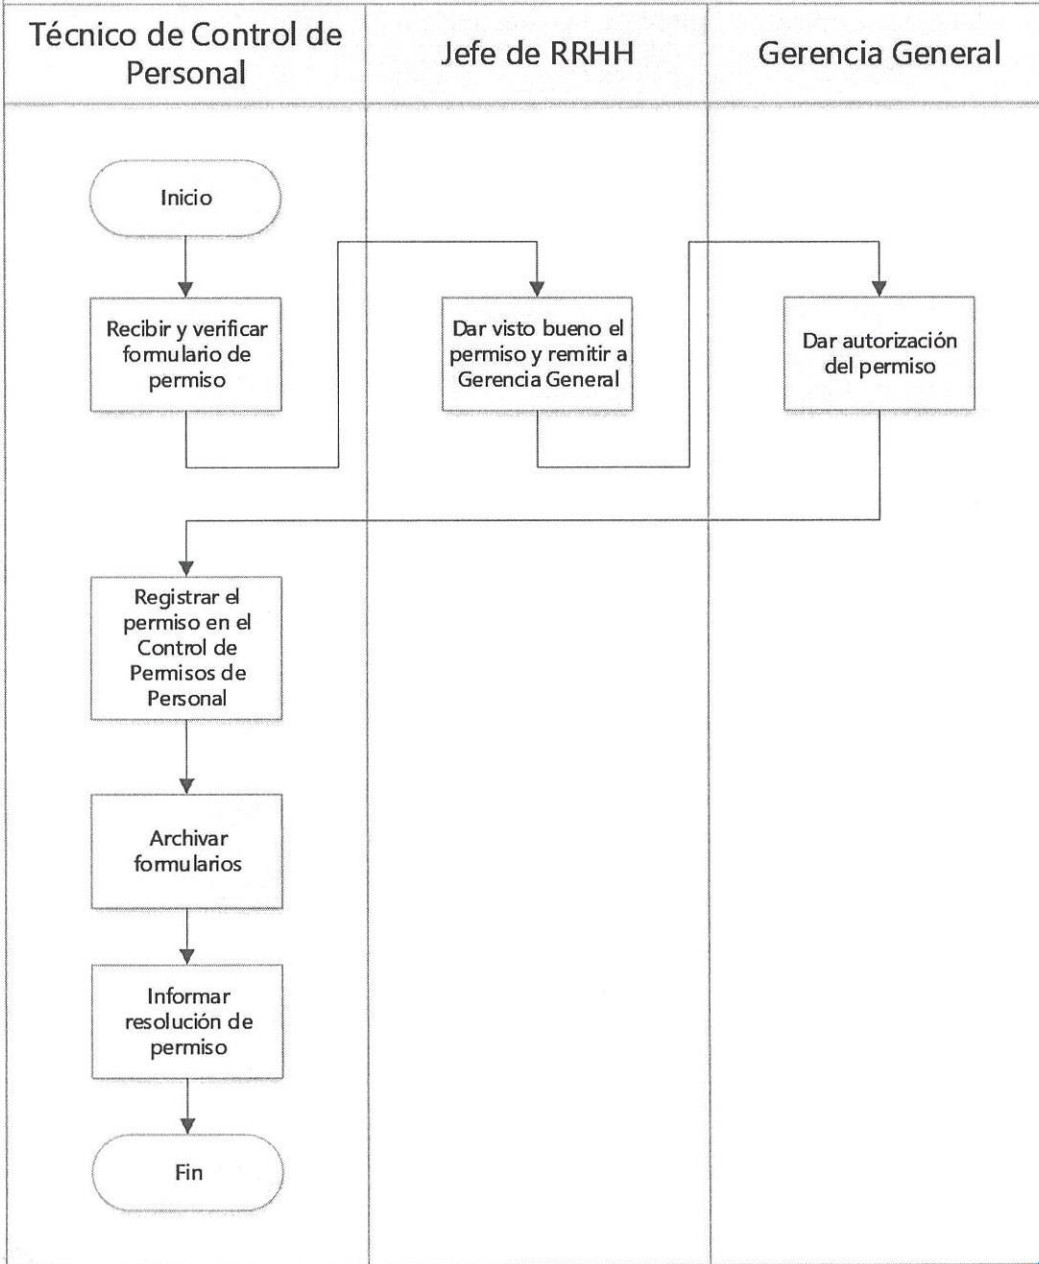 Técnico de Control de
Personal
Jefe de RRHH
Gerencia General
Inicio
Recibir y verificar
formulario de
permiso
Dar visto bueno el
permiso y remitir a
Gerencia General
Dar autorización
del permiso
Registrar el
permiso en el
Control de
Permisos de
Personal
Archivar
formularios
Informar
resolución de
permiso
Fin